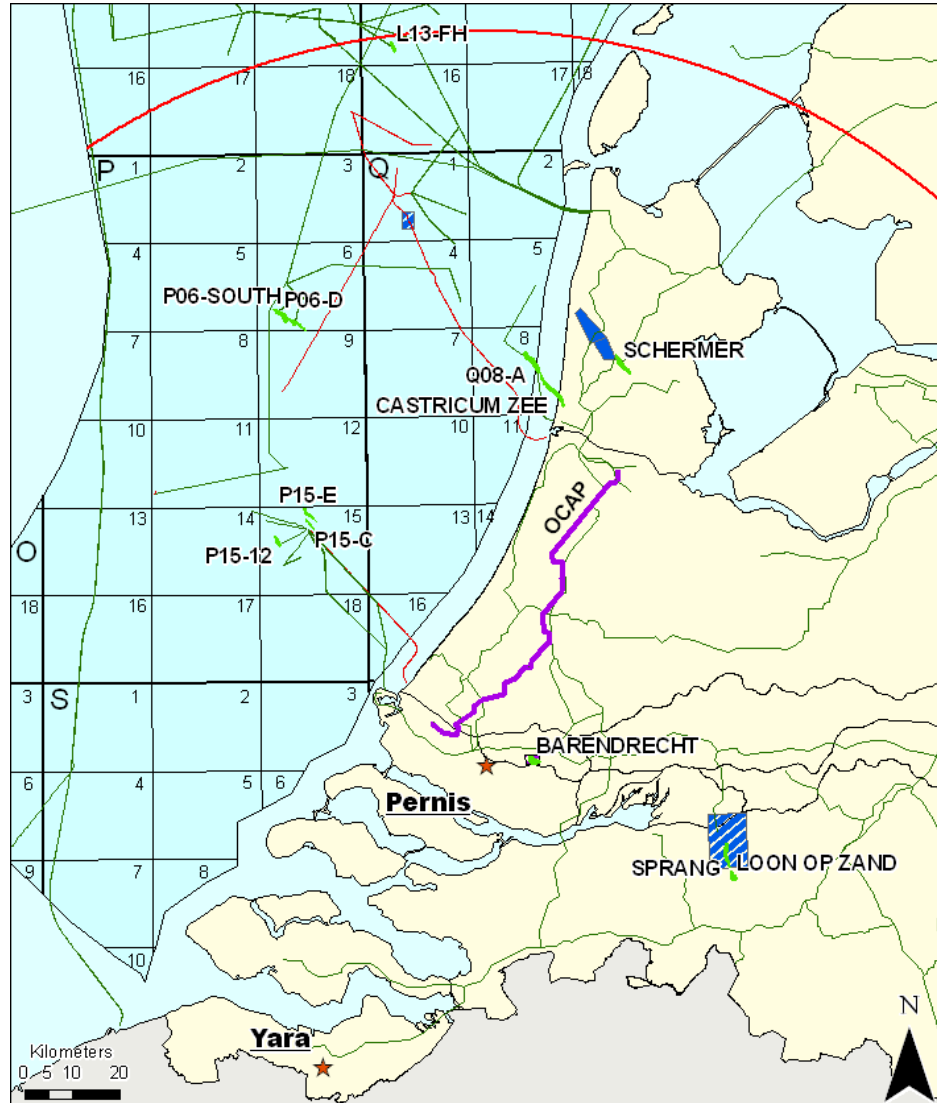 L13-FH
16 17 18 16 17 8
P 1 2 3 Q 4 2
4 5 6 4 5
P06-SOUTH P06-D
7 8 9 7 8
SCHERMER
Q08-A
CASTRICUM ZEE
10 11 12 10 11
OCAP
P15-E
13 14 15 13 14
P15-C
P15-12
O
18 16 17 18 16
3 S 1 2 3
BARENDRECHT
4 5 6
Pernis
SPRANG LOON OP ZAND
9 7 8
10
Yara
N
Kilometers
0 5 10 20